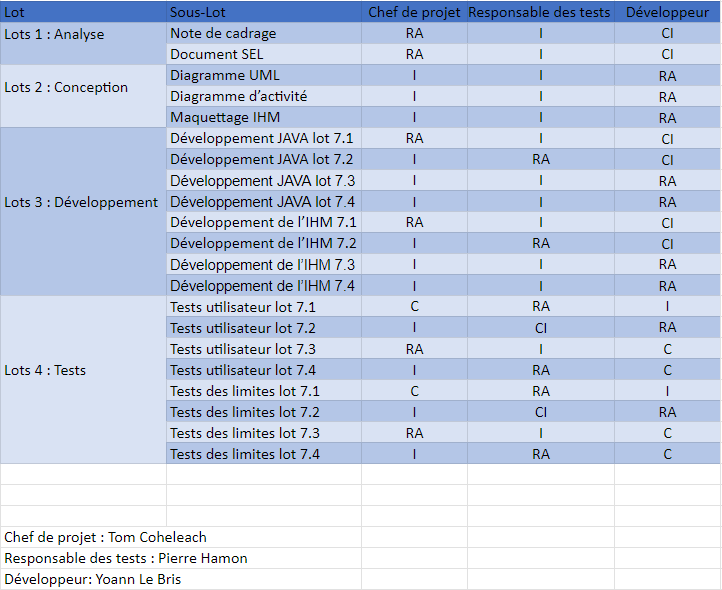 Lot Sous-Lot Chef de projet Responsable des tests Développeur
Lots 1 : Analyse Note de cadrage RA I CI
Document SEL RA I CI
Diagramme UML I I RA
Lots 2 : Conception Diagramme d’activité I I RA
Maquettage IHM I I RA
Développement JAVA lot 7.1 RA I CI
Développement JAVA lot 7.2 I RA CI
Développement JAVA lot 7.3 I I RA
Lots 3 : Développement Développement JAVA lot 7.4 I I RA
Développement de l’IHM 7.1 RA I CI
Développement de l’IHM 7.2 I RA CI
Développement de l’IHM 7.3 I I RA
Développement de l’IHM 7.4 I I RA
Tests utilisateur lot 7.1 C RA I
Tests utilisateur lot 7.2 I CI RA
Tests utilisateur lot 7.3 RA I C
Lots 4 : Tests Tests utilisateur lot 7.4 I RA C
Tests des limites lot 7.1 C RA I
Tests des limites lot 7.2 I CI RA
Tests des limites lot 7.3 RA I C
Tests des limites lot 7.4 I RA C
Chef de projet : Tom Coheleach
Responsable des tests : Pierre Hamon
Développeur: Yoann Le Bris